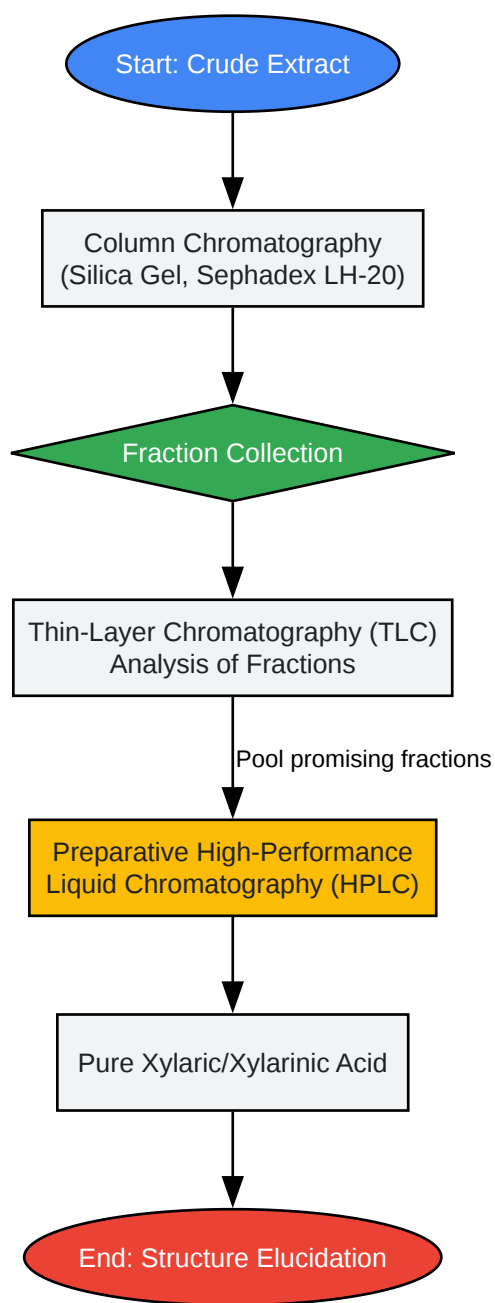 Start: Crude Extract
Column Chromatography
(Silica Gel, Sephadex LH-20)
Fraction Collection
Thin-Layer Chromatography (TLC)
Analysis of Fractions
Pool promising fractions
Preparative High-Performance
Liquid Chromatography (HPLC)
Pure Xylaric/Xylarinic Acid
End: Structure Elucidation